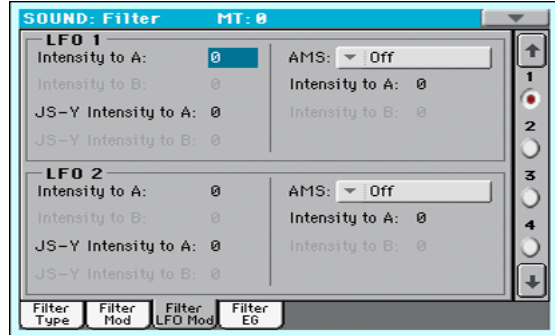 SOUND: Filter MT: 0
LFO 1
Intensity to A: 0 AMS: Off
Intensity to B: 0 Intensity to A: 0
JS-Y Intensity to A: 0 Intensity to B: 0
JS-Y Intensity to B: 0
LFO 2
Intensity to A: 0 AMS: Off
Intensity to B: 0 Intensity to A: 0
JS-Y Intensity to A: 0 Intensity to B: 0
JS-Y Intensity to B: 0
1
2
3
4
Filter Type Filter Mod Filter LFO Mod Filter EG